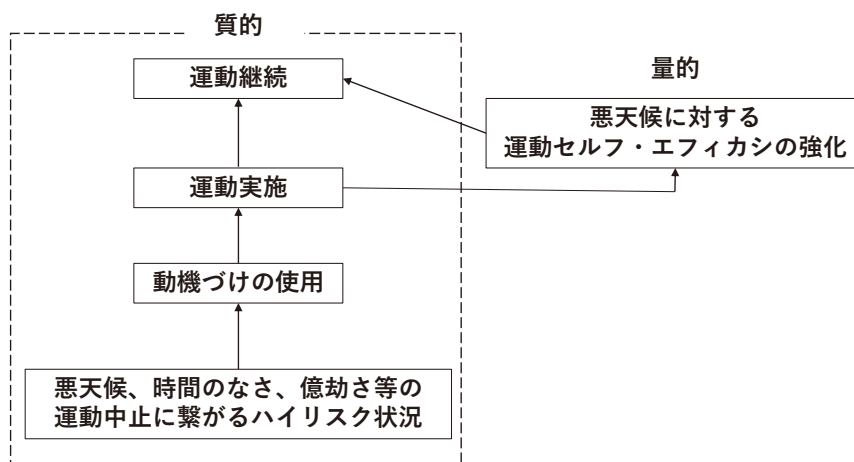 質的
運動継続
量的
悪天候に対する
運動セルフ・エフィカシの強化
運動実施
動機づけの使用
悪天候、時間のなさ、億劫さ等の
運動中止に繋がるハイリスク状況